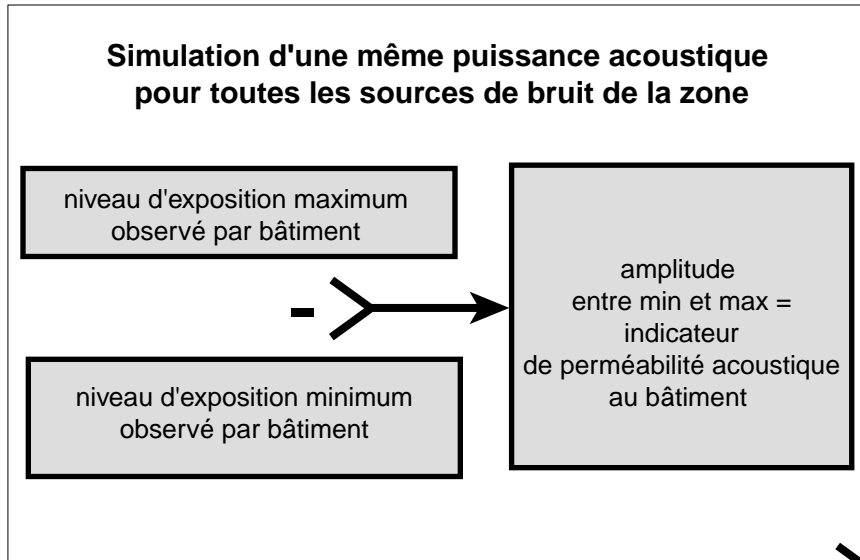 Simulation d'une même puissance acoustique
pour toutes les sources de bruit de la zone
niveau d'exposition maximum
observé par bâtiment
-
niveau d'exposition minimum
observé par bâtiment
amplitude
entre min et max =
indicateur
de perméabilité acoustique
au bâtiment